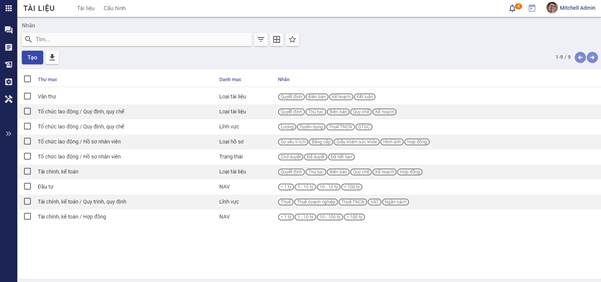 TÀI LIỆU Tài liệu Cấu hình Mitchell Admin
Nhãn
Tìm...
Tạo 1-9 / 9
Thư mục Danh mục Nhãn
Văn thư Loại tài liệu Quyết định Biên bản Kế hoạch Kết luận
Tổ chức lao động / Quy định, quy chế Loại tài liệu Quyết định Thủ tục Biên bản Quy chế Kế hoạch
Tổ chức lao động / Quy định, quy chế Lĩnh vực Lương Tuyển dụng Thuế TNCN
Tổ chức lao động / Hồ sơ nhân viên Loại hồ sơ Sơ yếu lí lịch Bằng cấp Giấy khám sức khỏe Hình ảnh Hợp đồng
Tổ chức lao động / Hồ sơ nhân viên Trạng thái Chờ duyệt Đã duyệt Đã hết hạn
Tài chính, kế toán Loại tài liệu Quyết định Thủ tục Biên bản Quy chế Kế hoạch Hợp đồng
Đầu tư NAV < 1 tỷ 1 - 10 tỷ > 100 tỷ
Tài chính, kế toán / Quy trình, quy định Lĩnh vực Thuế Thuế doanh nghiệp Thuế TNCN VAT Ngân sách
Tài chính, kế toán / Hợp đồng NAV < 1 tỷ 1 - 10 tỷ 10 - 100 tỷ > 100 tỷ